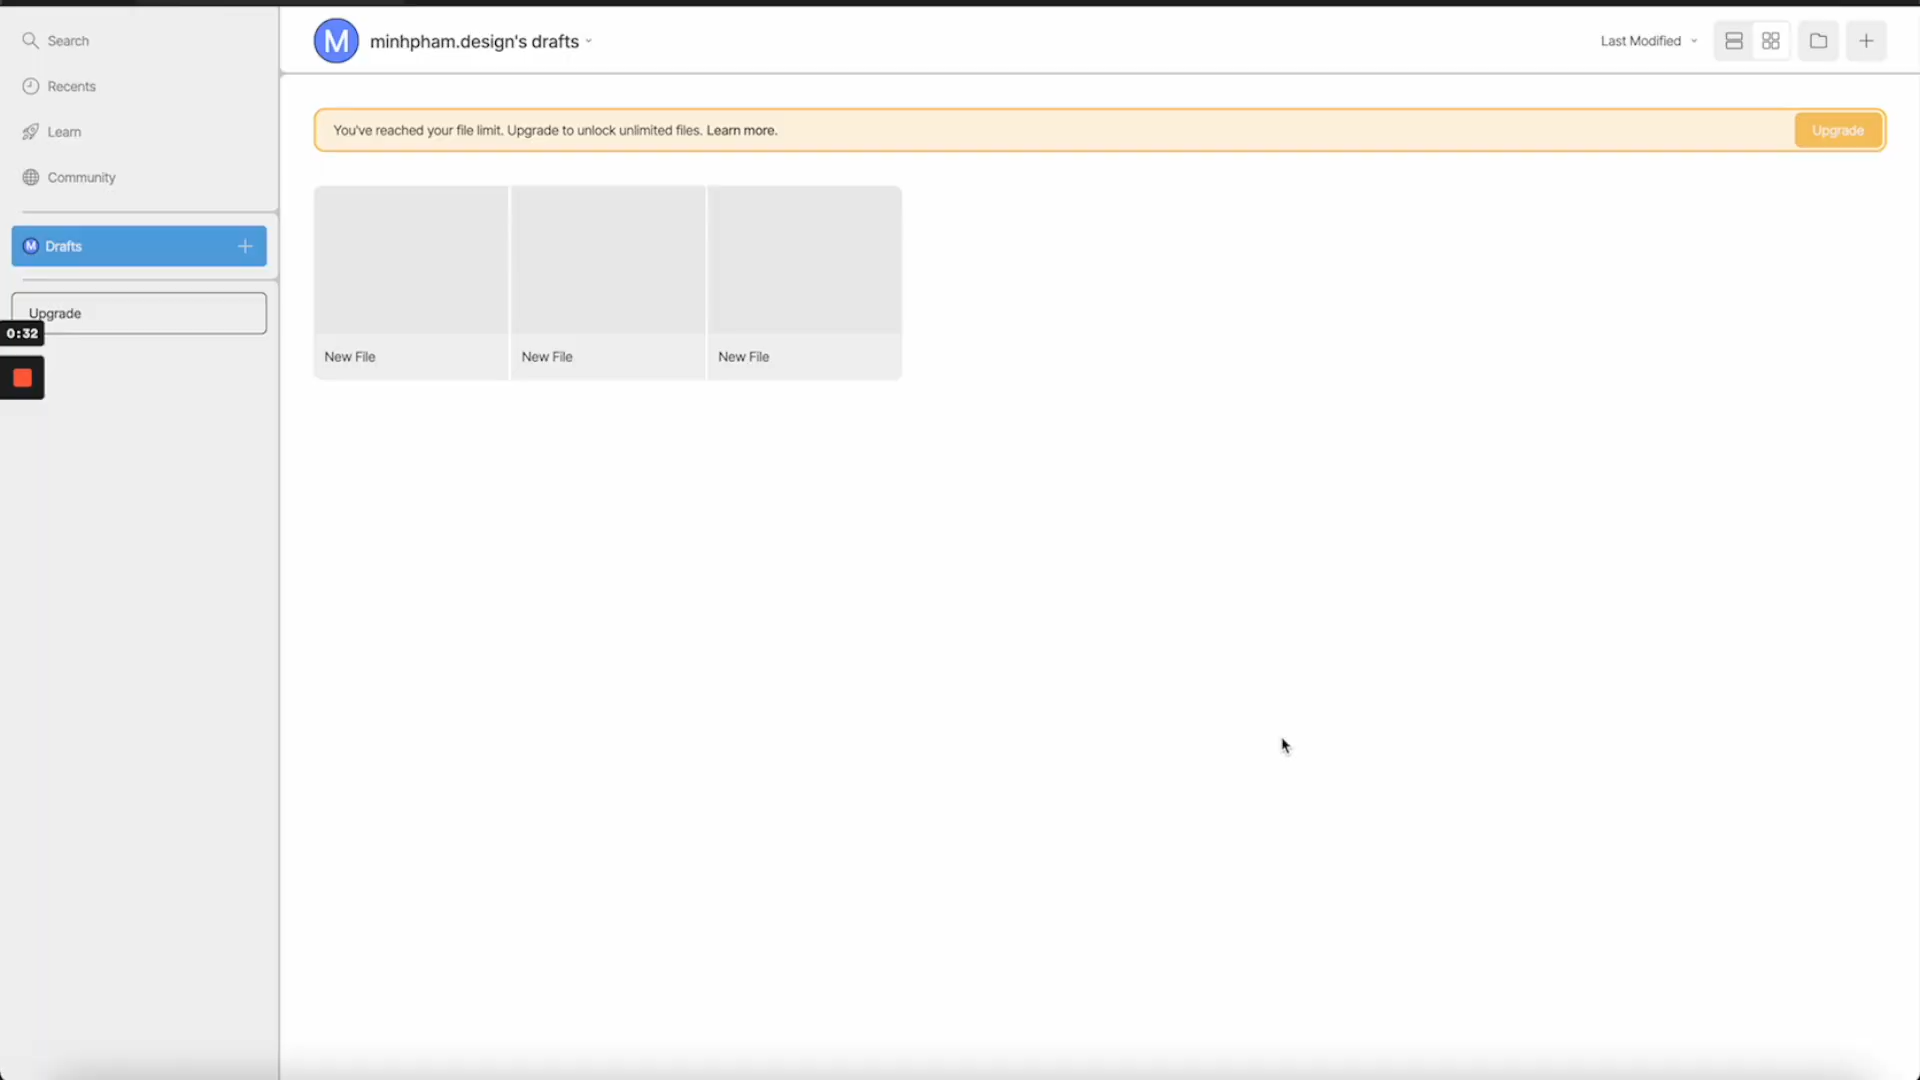 Search
Recents
Learn
Community
M Drafts
Upgrade
0:32
M minhpham.design's drafts
Last Modified
You've reached your file limit. Upgrade to unlock unlimited files. Learn more.
Upgrade
New File
New File
New File